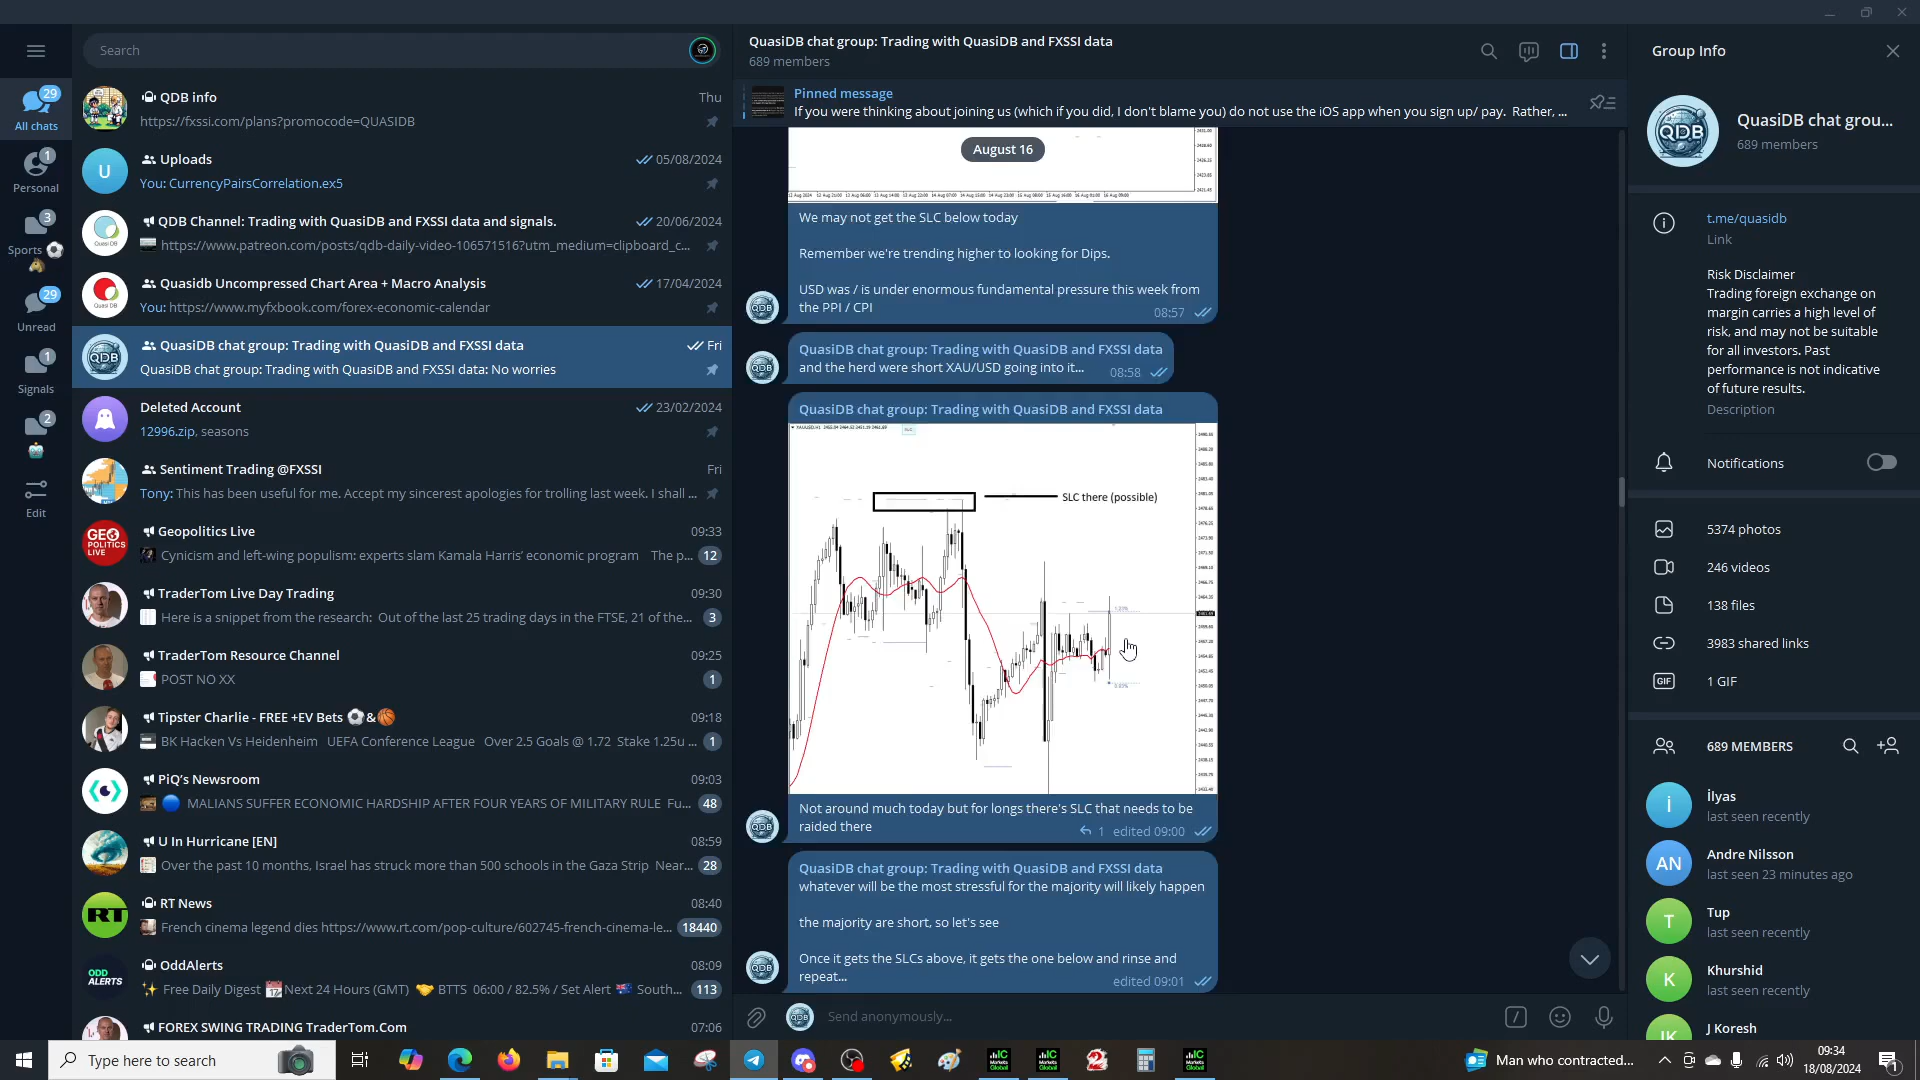 Search
QuasiDB chat group: Trading with QuasiDB and FXSSI data
689 members
Group Info
Pinned message
If you were thinking about joining us (which if you did, I don't blame you) do not use the iOS app when you sign up/ pay.  Rather, ...
29
All chats
1
Personal
3
Sports
29
Unread
1
Signals
2
Edit
QDB info
Thu
https://fxssi.com/plans?promocode=QUASIDB
U
Uploads
05/08/2024
You: CurrencyPairsCorrelation.ex5
QDB Channel: Trading with QuasiDB and FXSSI data and signals.
20/06/2024
https://www.patreon.com/posts/qdb-daily-video-106571516?utm_medium=clipboard_c...
Quasi DB
Quasidb Uncompressed Chart Area + Macro Analysis
17/04/2024
You: https://www.myfxbook.com/forex-economic-calendar
Quasi DB
QDB
QuasiDB chat group: Trading with QuasiDB and FXSSI data
Fri
QuasiDB chat group: Trading with QuasiDB and FXSSI data: No worries
Deleted Account
23/02/2024
12996.zip, seasons
Sentiment Trading @FXSSI
Fri
Tony: This has been useful for me. Accept my sincerest apologies for trolling last week. I shall ...
GEO POLITICS LIVE
Geopolitics Live
09:33
Cynicism and left-wing populism: experts slam Kamala Harris' economic program   The p...
12
TraderTom Live Day Trading
09:30
Here is a snippet from the research:  Out of the last 25 trading days in the FTSE, 21 of the...
3
TraderTom Resource Channel
09:25
POST NO XX
1
Tipster Charlie - FREE +EV Bets ⚽&🏀
09:18
BK Hacken Vs Heidenheim   UEFA Conference League   Over 2.5 Goals @ 1.72  Stake 1.25u ...
1
PiQ's Newsroom
09:03
MALIANS SUFFER ECONOMIC HARDSHIP AFTER FOUR YEARS OF MILITARY RULE  Fu...
48
U In Hurricane [EN]
08:59
Over the past 10 months, Israel has struck more than 500 schools in the Gaza Strip  Near...
28
RT
RT News
08:40
French cinema legend dies https://www.rt.com/pop-culture/602745-french-cinema-le...
18440
ODD ALERTS
OddAlerts
08:09
✨ Free Daily Digest 📆Next 24 Hours (GMT) 🤝 BTTS  06:00 / 82.5% / Set Alert 🇦🇺 South...
113
FOREX SWING TRADING TraderTom.Com
07:06
August 16
We may not get the SLC below today
Remember we're trending higher to looking for Dips.
USD was / is under enormous fundamental pressure this week from
the PPI / CPI
08:57
QuasiDB chat group: Trading with QuasiDB and FXSSI data
and the herd were short XAU/USD going into it...
08:58
QuasiDB chat group: Trading with QuasiDB and FXSSI data
SLC there (possible)
Not around much today but for longs there's SLC that needs to be
raided there
1   edited 09:00
QuasiDB chat group: Trading with QuasiDB and FXSSI data
whatever will be the most stressful for the majority will likely happen
the majority are short, so let's see
Once it gets the SLCs above, it gets the one below and rinse and
repeat...
edited 09:01
Send anonymously...
QDB
QuasiDB chat grou...
689 members
t.me/quasidb
Link
Risk Disclaimer
Trading foreign exchange on
margin carries a high level of
risk, and may not be suitable
for all investors. Past
performance is not indicative
of future results.
Description
Notifications
5374 photos
246 videos
138 files
3983 shared links
GIF
1 GIF
689 MEMBERS
İ
İlyas
last seen recently
AN
Andre Nilsson
last seen 23 minutes ago
T
Tup
last seen recently
K
Khurshid
last seen recently
JK
J Koresh
Type here to search
Man who contracted...
09:34
18/08/2024
1